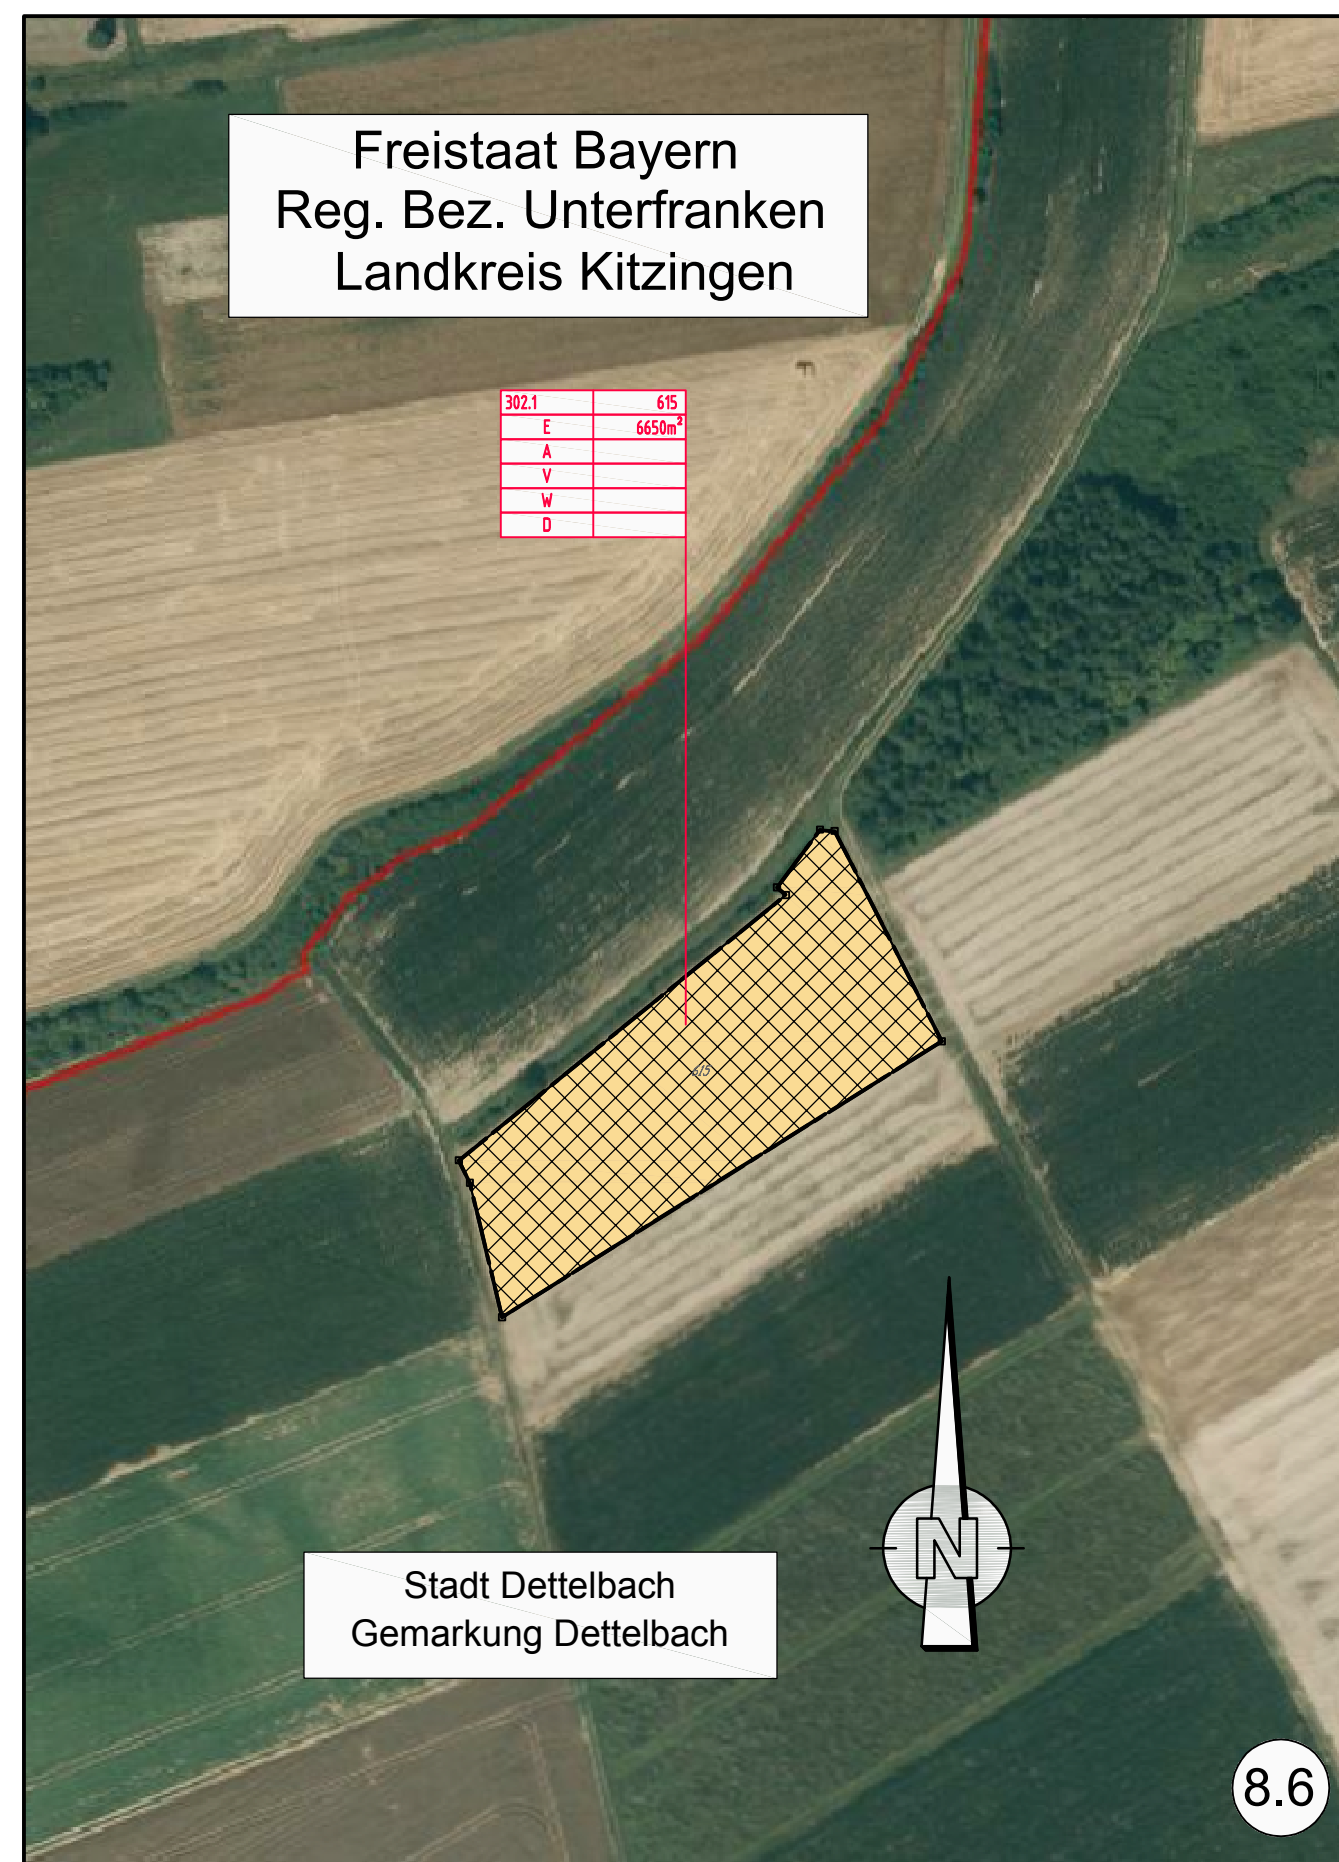 Freistaat Bayern
Reg. Bez. Unterfranken
Landkreis Kitzingen
302.1 615
E 6650m²
A
V
W
D
615
N
Stadt Dettelbach
Gemarkung Dettelbach
8.6